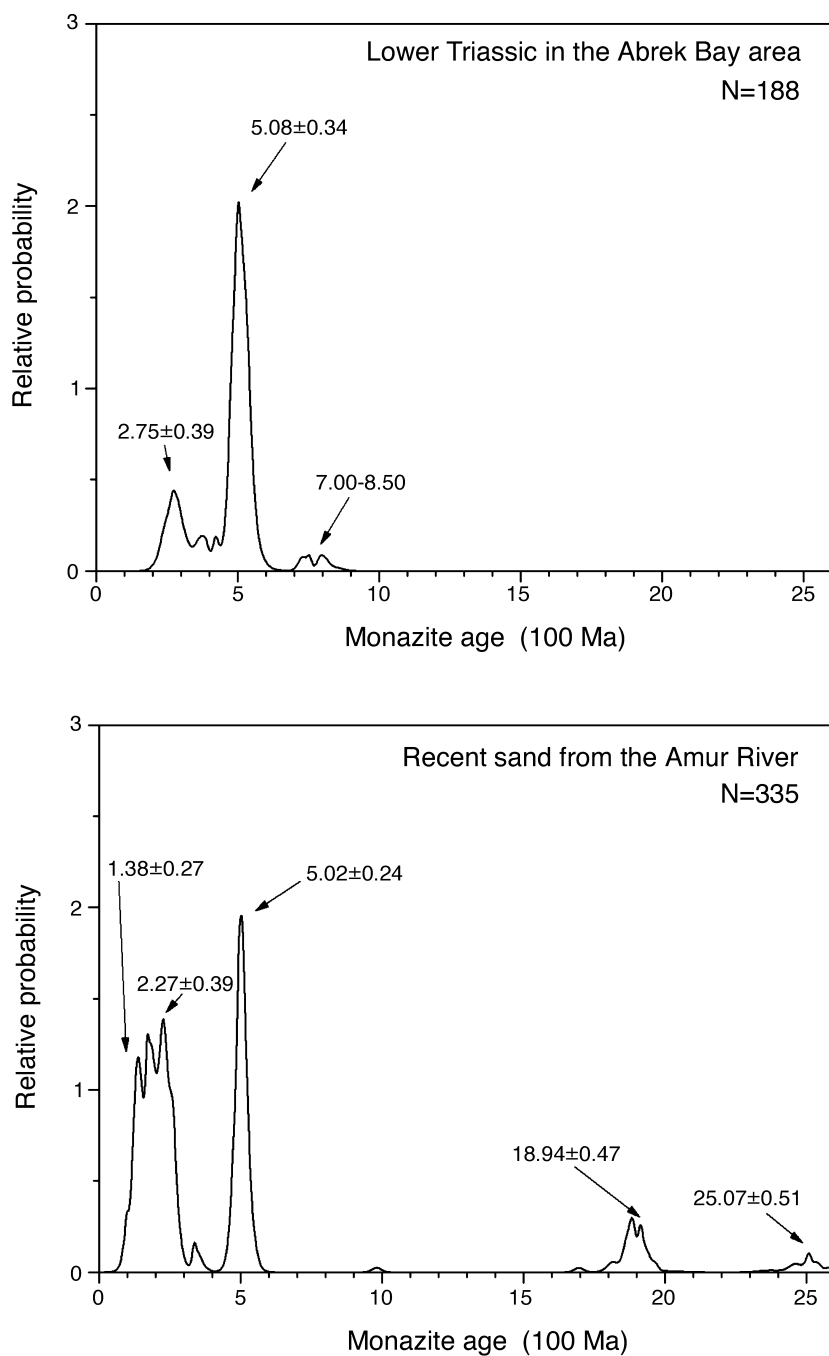 3
Lower Triassic in the Abrek Bay area
N=188
5.08±0.34
2
Relative probability
1
2.75±0.39
7.00-8.50
0
0 5 10 15 20 25
Monazite age (100 Ma)
3
Recent sand from the Amur River
N=335
1.38±0.27
5.02±0.24
2
2.27±0.39
Relative probability
1
18.94±0.47
25.07±0.51
0
0 5 10 15 20 25
Monazite age (100 Ma)